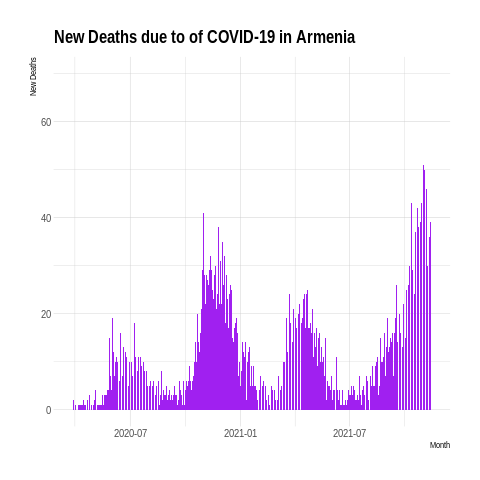 New Deaths due to of COVID-19 in Armenia
New Deaths
60
40
20
0
2020-07
2021-01
2021-07
Month